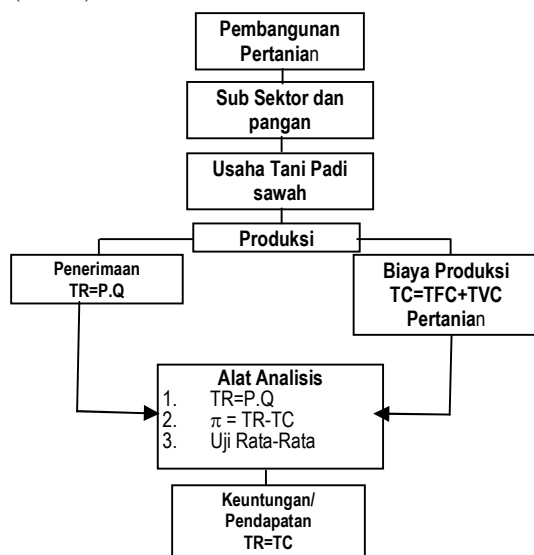 Pembangunan
Pertanian
Sub Sektor dan
pangan
Usaha Tani Padi
sawah
Produksi
Penerimaan
TR=P.Q
Biaya Produksi
TC=TFC+TVC
Pertanian
Alat Analisis
1. TR=P.Q
2. π = TR-TC
3. Uji Rata-Rata
Keuntungan/
Pendapatan
TR=TC